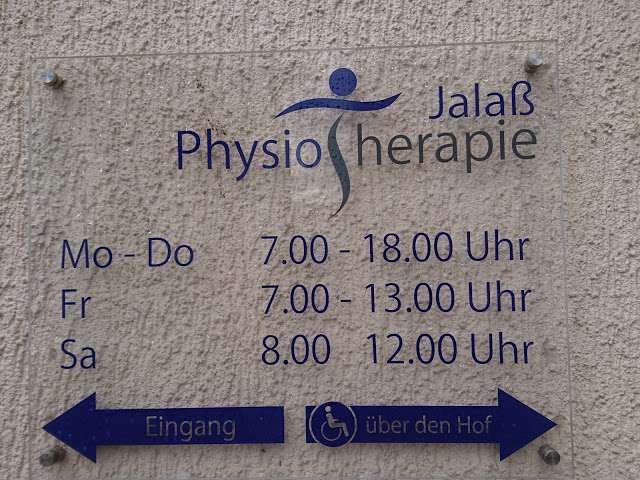 Jalaß
PhysioTherapie
Mo - Do 7.00 - 18.00 Uhr
Fr 7.00 - 13.00 Uhr
Sa 8.00 12.00 Uhr
Eingang
über den Hof